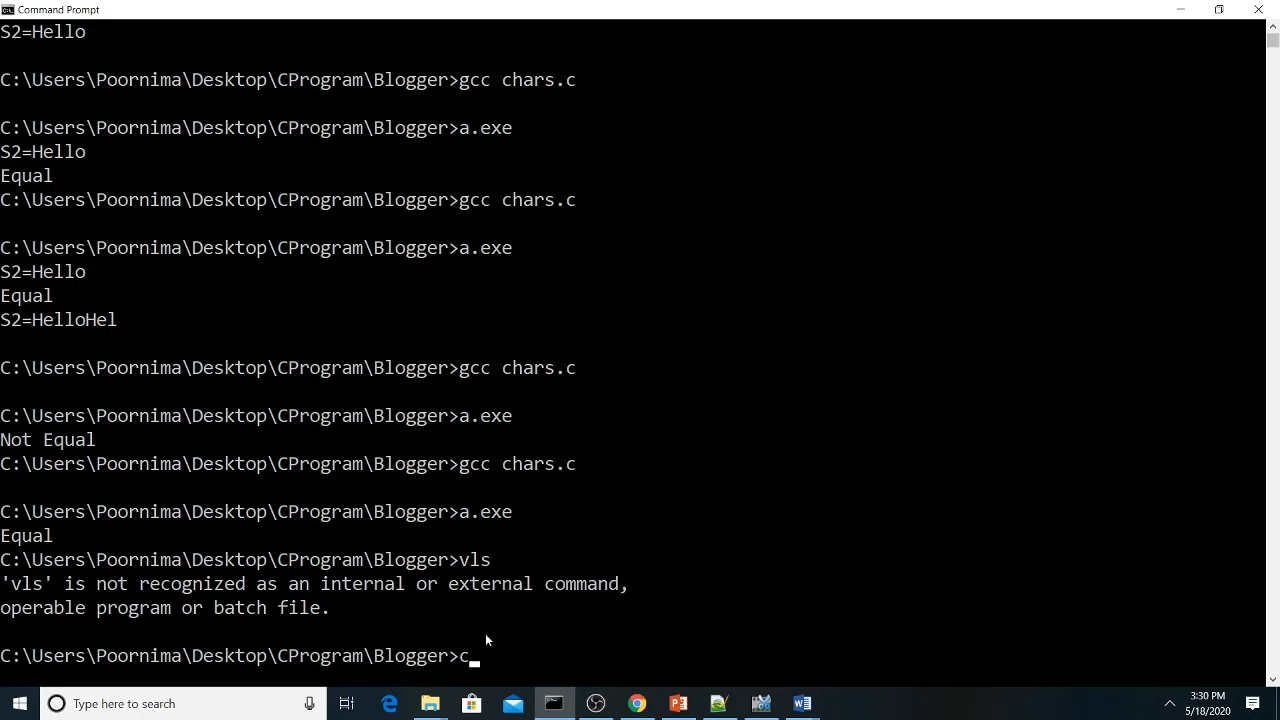 Command Prompt
S2=Hello
C:\Users\Poornima\Desktop\CProgram\Blogger>gcc chars.c
C:\Users\Poornima\Desktop\CProgram\Blogger>a.exe
S2=Hello
Equal
C:\Users\Poornima\Desktop\CProgram\Blogger>gcc chars.c
C:\Users\Poornima\Desktop\CProgram\Blogger>a.exe
S2=Hello
Equal
S2=HelloHel
C:\Users\Poornima\Desktop\CProgram\Blogger>gcc chars.c
C:\Users\Poornima\Desktop\CProgram\Blogger>a.exe
Not Equal
C:\Users\Poornima\Desktop\CProgram\Blogger>gcc chars.c
C:\Users\Poornima\Desktop\CProgram\Blogger>a.exe
Equal
C:\Users\Poornima\Desktop\CProgram\Blogger>vls
'vls' is not recognized as an internal or external command,
operable program or batch file.
C:\Users\Poornima\Desktop\CProgram\Blogger>c_
Type here to search
3:30 PM
5/18/2020